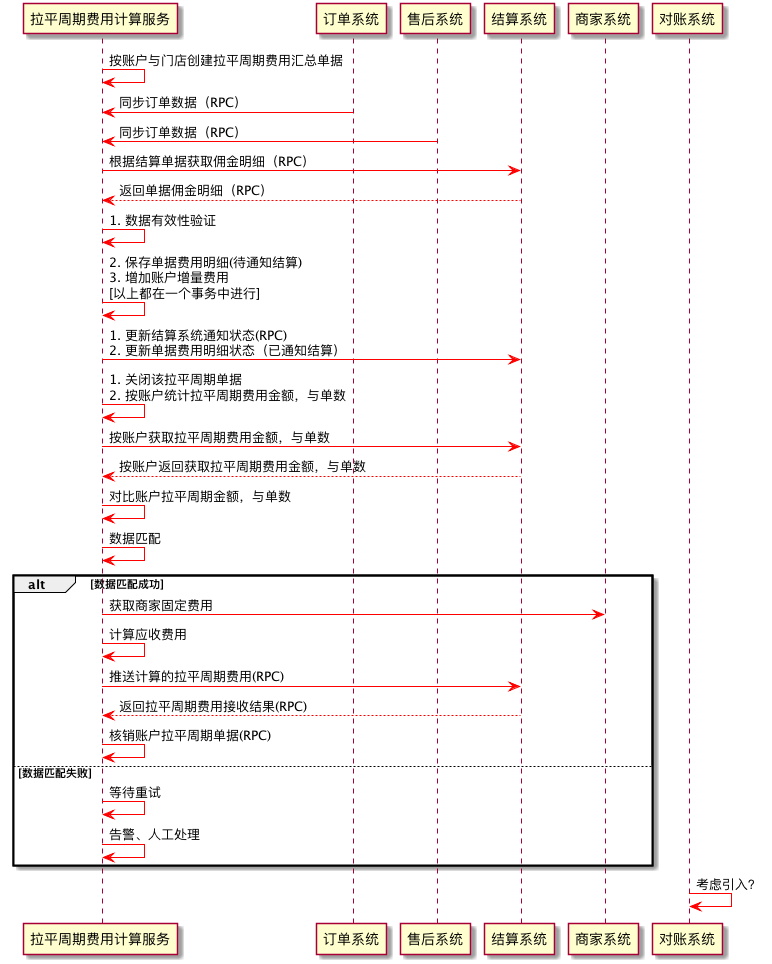 拉平周期费用计算服务 订单系统 售后系统 结算系统 商家系统 对账系统
按账户与门店创建拉平周期费用汇总单据
同步订单数据（RPC）
同步订单数据（RPC）
根据结算单据获取佣金明细（RPC）
返回单据佣金明细（RPC）
1. 数据有效性验证
2. 保存单据费用明细(待通知结算)
3. 增加账户增量费用
[以上都在一个事务中进行]
1. 更新结算系统通知状态(RPC)
2. 更新单据费用明细状态（已通知结算）
1. 关闭该拉平周期单据
2. 按账户统计拉平周期费用金额，与单数
按账户获取拉平周期费用金额，与单数
按账户返回获取拉平周期费用金额，与单数
对比账户拉平周期金额，与单数
数据匹配
alt [数据匹配成功]
获取商家固定费用
计算应收费用
推送计算的拉平周期费用(RPC)
返回拉平周期费用接收结果(RPC)
核销账户拉平周期单据(RPC)
[数据匹配失败]
等待重试
告警、人工处理
考虑引入?
拉平周期费用计算服务 订单系统 售后系统 结算系统 商家系统 对账系统